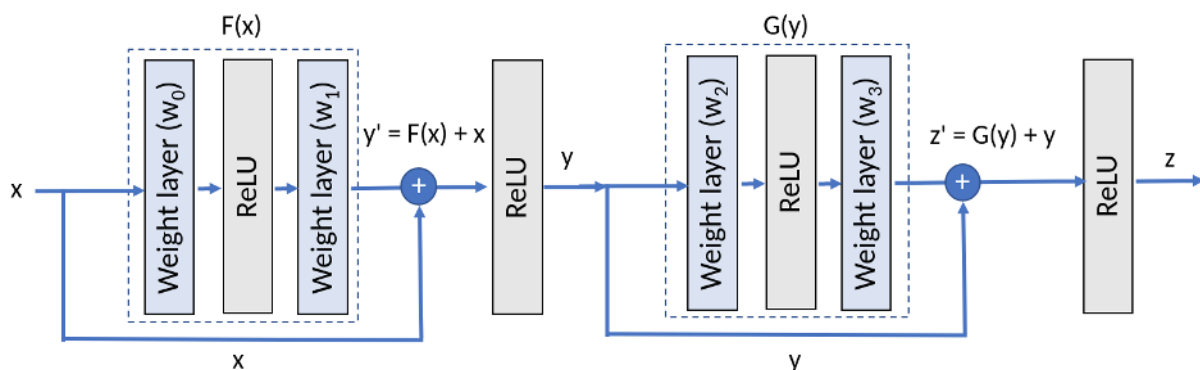 F(x)
G(y)
Weight layer (w₀)
ReLU
Weight layer (w₁)
y' = F(x) + x
+
ReLU
y
Weight layer (w₂)
ReLU
Weight layer (w₃)
z' = G(y) + y
+
ReLU
z
x
x
y